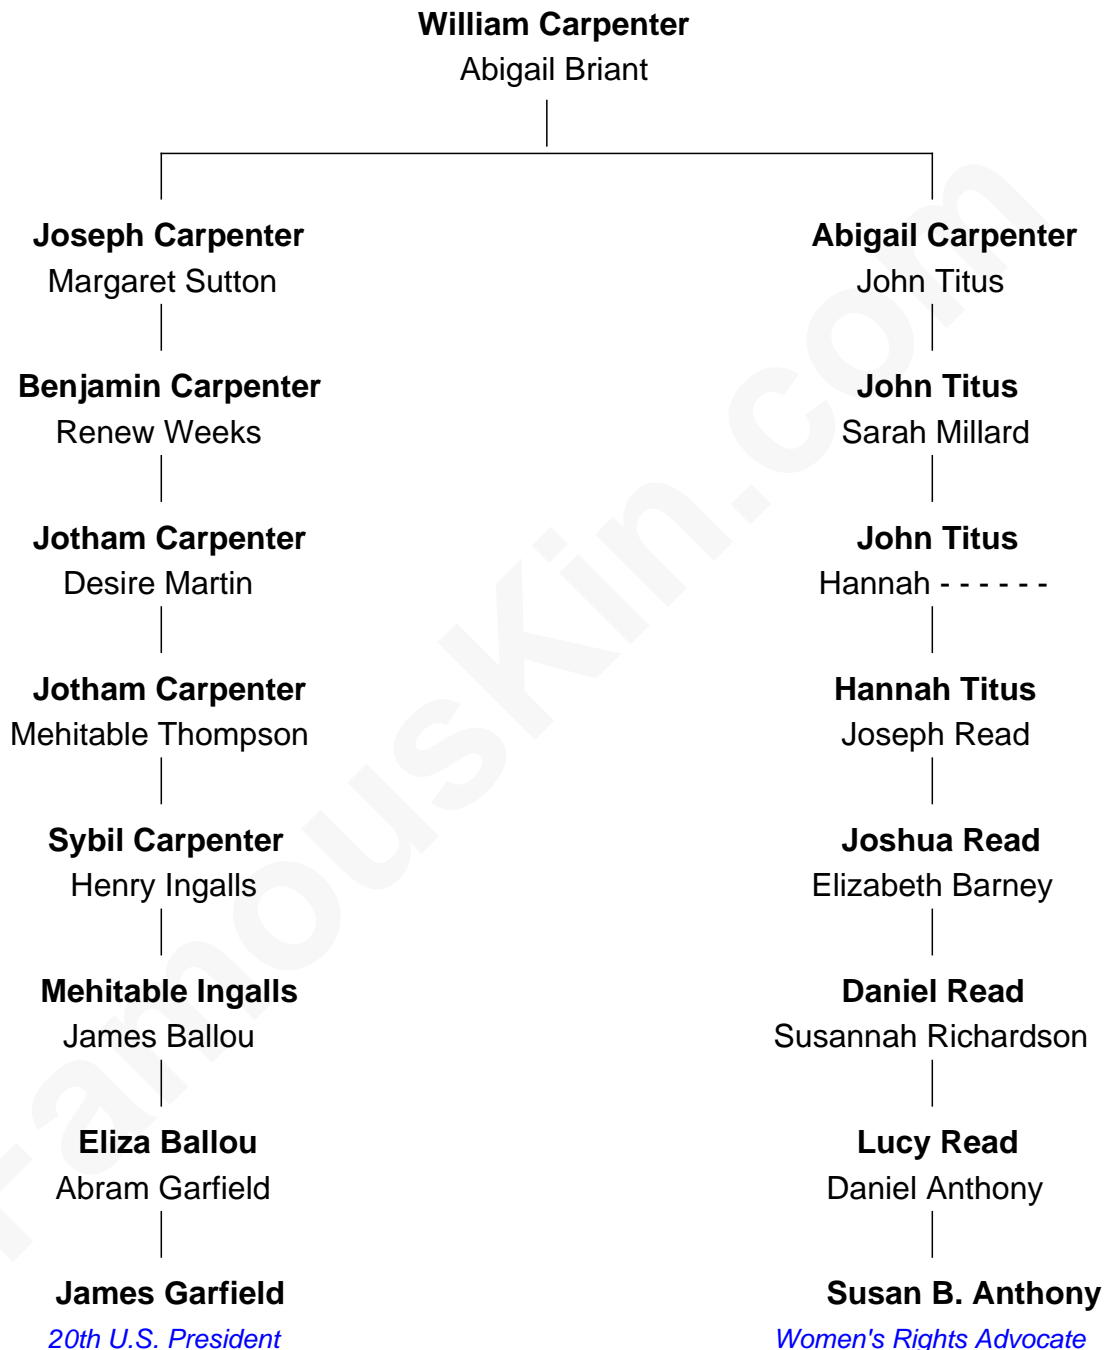 William Carpenter
Abigail Briant
Joseph Carpenter
Margaret Sutton
Benjamin Carpenter
Renew Weeks
Jotham Carpenter
Desire Martin
Jotham Carpenter
Mehitable Thompson
Sybil Carpenter
Henry Ingalls
Mehitable Ingalls
James Ballou
Eliza Ballou
Abram Garfield
James Garfield
20th U.S. President
Abigail Carpenter
John Titus
John Titus
Sarah Millard
John Titus
Hannah - - - - - -
Hannah Titus
Joseph Read
Joshua Read
Elizabeth Barney
Daniel Read
Susannah Richardson
Lucy Read
Daniel Anthony
Susan B. Anthony
Women's Rights Advocate
FamousKin.com